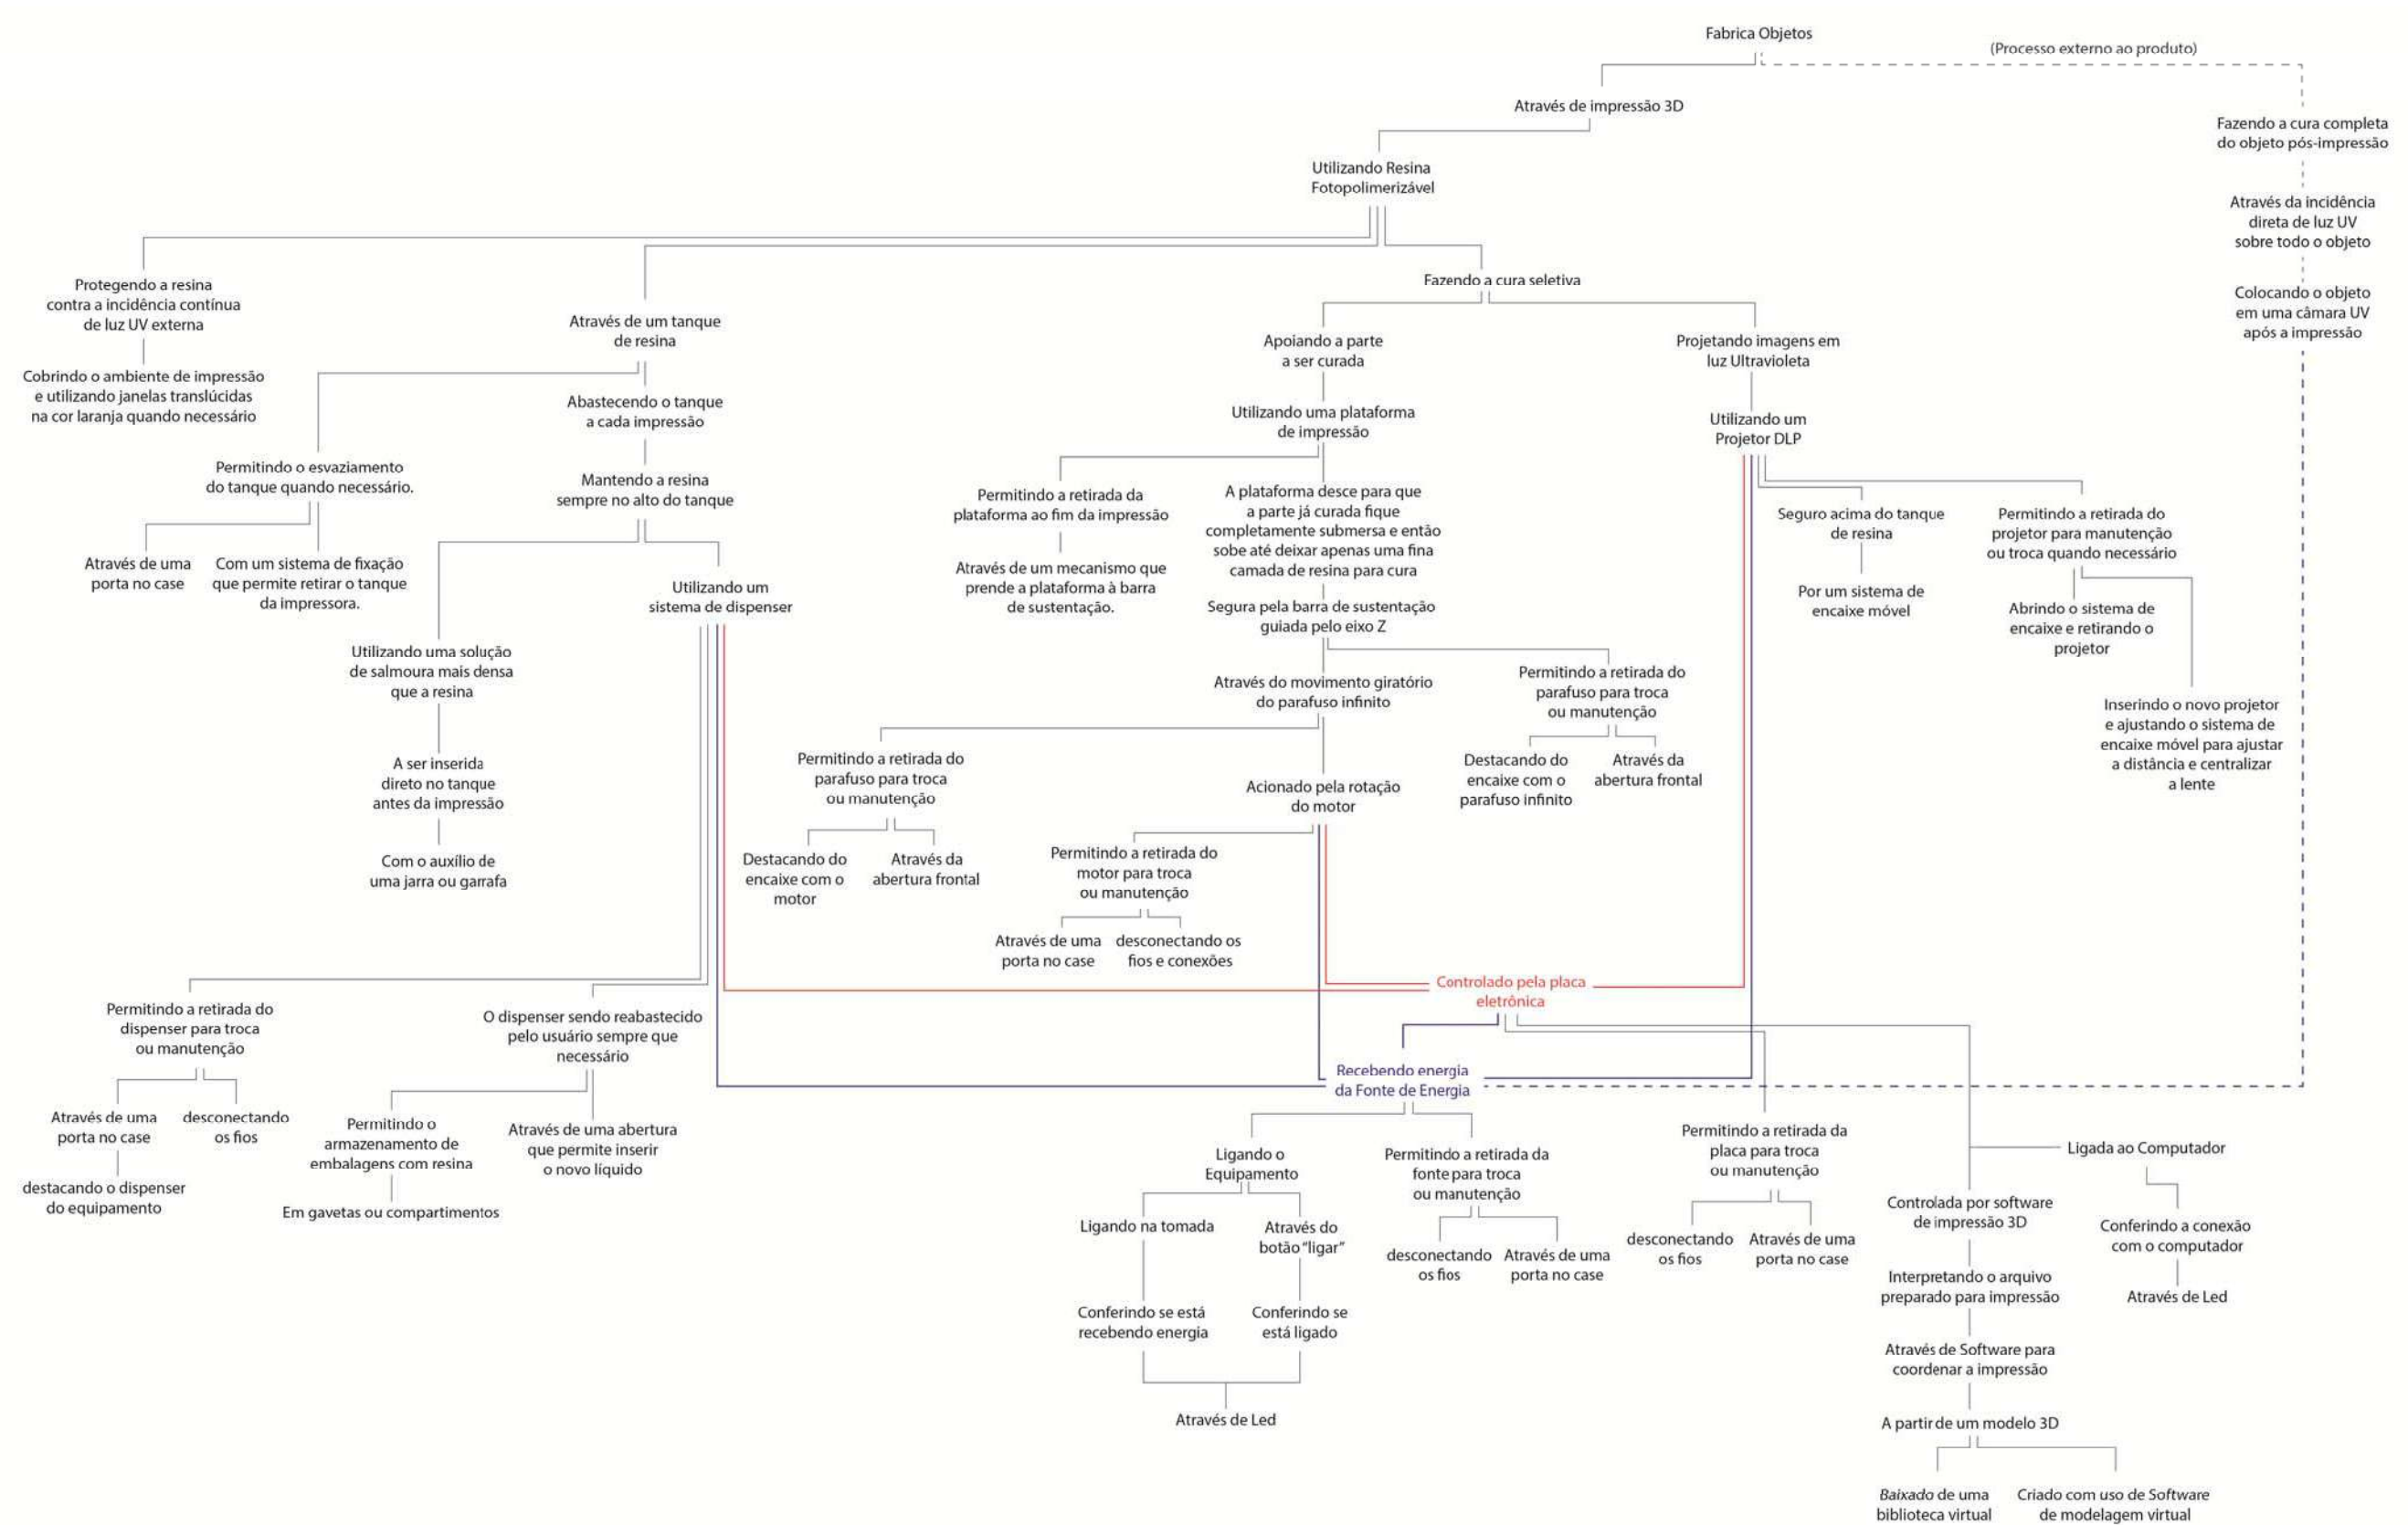 Fabrica Objetos
(Processo externo ao produto)
Através de impressão 3D
Fazendo a cura completa
do objeto pós-impressão
Utilizando Resina
Fotopolimerizável
Através da incidência
direta de luz UV
sobre todo o objeto
Colocando o objeto
em uma câmara UV
após a impressão
Protegendo a resina
contra a incidência contínua
de luz UV externa
Cobrindo o ambiente de impressão
e utilizando janelas translúcidas
na cor laranja quando necessário
Através de um tanque
de resina
Abastecendo o tanque
a cada impressão
Permitindo o esvaziamento
do tanque quando necessário.
Através de uma
porta no case
Com um sistema de fixação
que permite retirar o tanque
da impressora.
Mantendo a resina
sempre no alto do tanque
Utilizando uma solução
de salmoura mais densa
que a resina
A ser inserida
direto no tanque
antes da impressão
Com o auxílio de
uma jarra ou garrafa
Utilizando um
sistema de dispenser
Permitindo a retirada do
dispenser para troca
ou manutenção
Através de uma
porta no case
desconectando
os fios
destacando o dispenser
do equipamento
O dispenser sendo reabastecido
pelo usuário sempre que
necessário
Permitindo o
armazenamento de
embalagens com resina
Em gavetas ou compartimentos
Através de uma abertura
que permite inserir
o novo líquido
Fazendo a cura seletiva
Apoiando a parte
a ser curada
Utilizando uma plataforma
de impressão
Permitindo a retirada da
plataforma ao fim da impressão
Através de um mecanismo que
prende a plataforma à barra
de sustentação.
A plataforma desce para que
a parte já curada fique
completamente submersa e então
sobe até deixar apenas uma fina
camada de resina para cura
Segura pela barra de sustentação
guiada pelo eixo Z
Através do movimento giratório
do parafuso infinito
Permitindo a retirada do
parafuso para troca
ou manutenção
Destacando do
encaixe com o
parafuso infinito
Através da
abertura frontal
Permitindo a retirada do
parafuso para troca
ou manutenção
Destacando do
encaixe com o
motor
Através da
abertura frontal
Acionado pela rotação
do motor
Permitindo a retirada do
motor para troca
ou manutenção
Através de uma
porta no case
desconectando os
fios e conexões
Projetando imagens em
luz Ultravioleta
Utilizando um
Projetor DLP
Seguro acima do tanque
de resina
Por um sistema de
encaixe móvel
Permitindo a retirada do
projetor para manutenção
ou troca quando necessário
Abrindo o sistema de
encaixe e retirando o
projetor
Inserindo o novo projetor
e ajustando o sistema de
encaixe móvel para ajustar
a distância e centralizar
a lente
Controlado pela placa
eletrônica
Recebendo energia
da Fonte de Energia
Ligando o
Equipamento
Ligando na tomada
Através do
botão "ligar"
Conferindo se está
recebendo energia
Conferindo se
está ligado
Através de Led
Permitindo a retirada da
fonte para troca
ou manutenção
desconectando
os fios
Através de uma
porta no case
Permitindo a retirada da
placa para troca
ou manutenção
desconectando
os fios
Através de uma
porta no case
Ligada ao Computador
Conferindo a conexão
com o computador
Através de Led
Controlada por software
de impressão 3D
Interpretando o arquivo
preparado para impressão
Através de Software para
coordenar a impressão
A partir de um modelo 3D
Baixado de uma
biblioteca virtual
Criado com uso de Software
de modelagem virtual